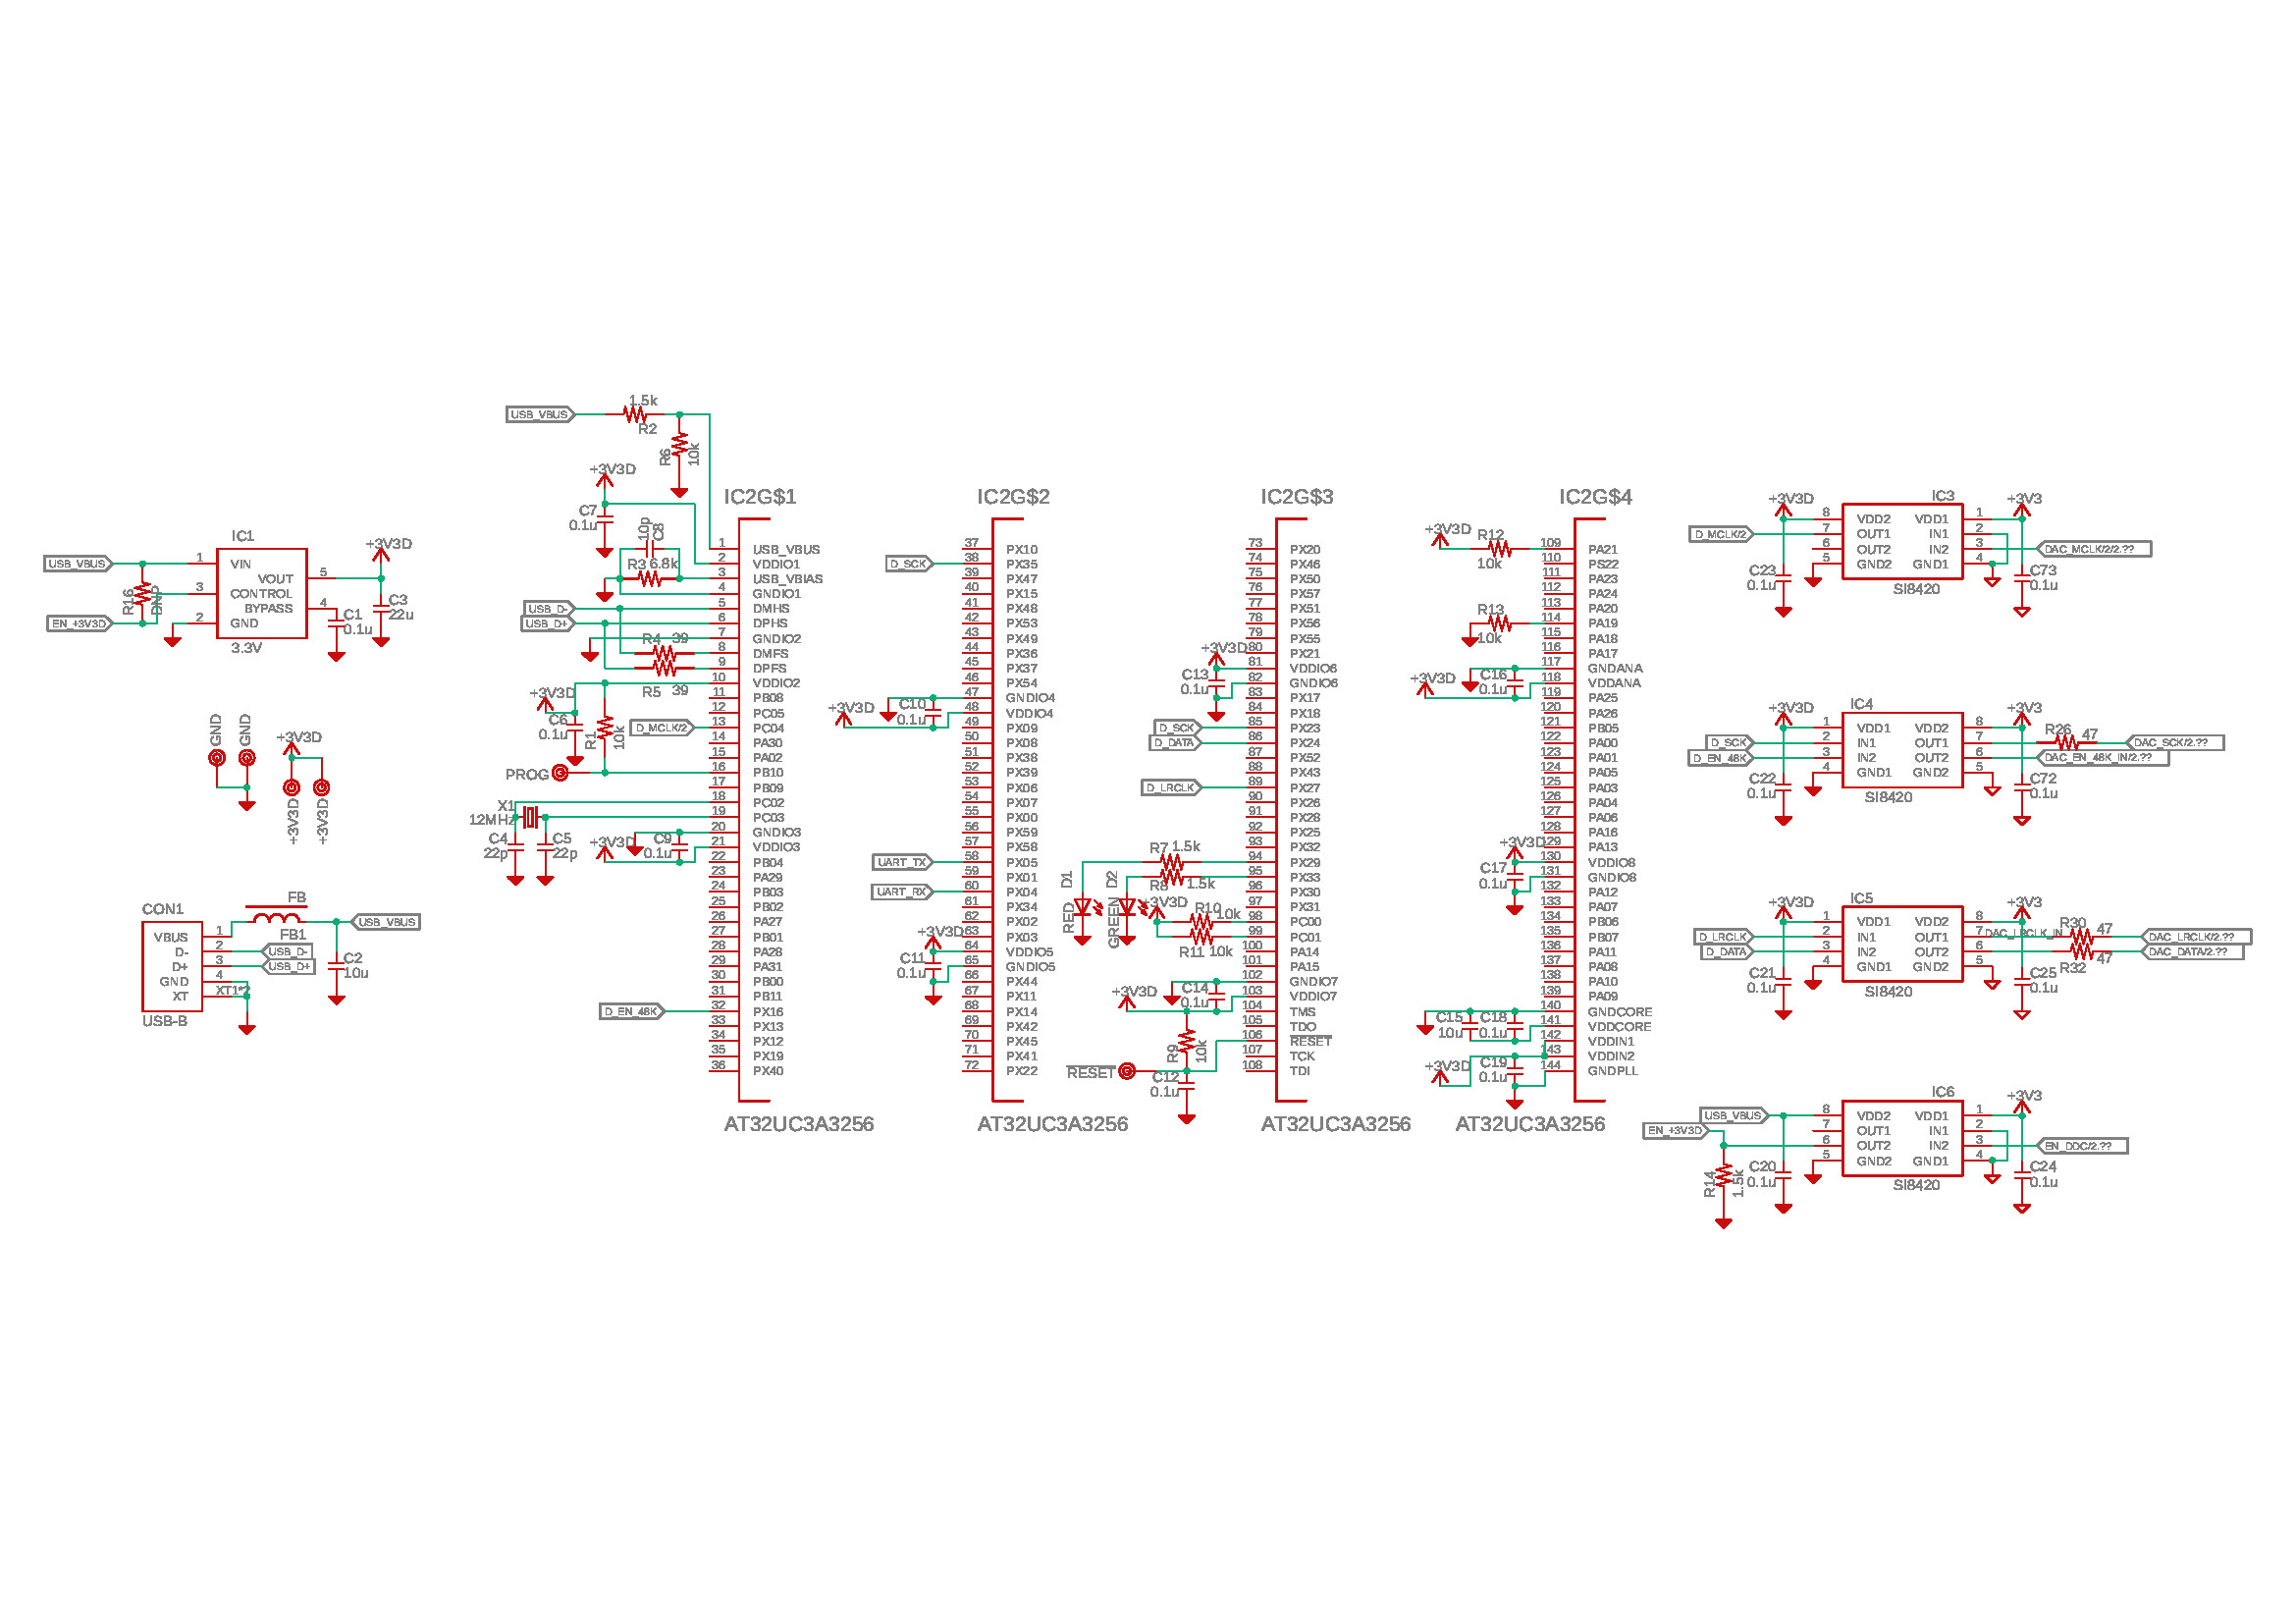 IC1
USB_VBUS
EN_+3V3D
R16
DNP
1 VIN
3 CONTROL
2 GND
VOUT 5
BYPASS 4
3.3V
+3V3D
C1
0.1u
C3
22u
GND
GND
+3V3D
+3V3D
+3V3D
CON1
FB
FB1
VBUS 1
D- 2
D+ 3
GND 4
XT XT1*2
USB-B
USB_VBUS
USB_D-
USB_D+
C2
10u
USB_VBUS
1.5k
R2
R6
10k
+3V3D
C7
0.1u
10p
C8
R3 6.8k
USB_D-
USB_D+
R4 39
R5 39
+3V3D
C6
0.1u
R1
10k
D_MCLK/2
PROG
X1
12MHz
C4
22p
C5
22p
+3V3D
C9
0.1u
D_EN_48K
IC2G$1
1 USB_VBUS
2 VDDIO1
3 USB_VBIAS
4 GNDIO1
5 DMHS
6 DPHS
7 GNDIO2
8 DMFS
9 DPFS
10 VDDIO2
11 PB08
12 PC05
13 PC04
14 PA30
15 PA02
16 PB10
17 PB09
18 PC02
19 PC03
20 GNDIO3
21 VDDIO3
22 PB04
23 PA29
24 PB03
25 PB02
26 PA27
27 PB01
28 PA28
29 PA31
30 PB00
31 PB11
32 PX16
33 PX13
34 PX12
35 PX19
36 PX40
AT32UC3A3256
IC2G$2
D_SCK
+3V3D
C10
0.1u
UART_TX
UART_RX
+3V3D
C11
0.1u
37 PX10
38 PX35
39 PX47
40 PX15
41 PX48
42 PX53
43 PX49
44 PX36
45 PX37
46 PX54
47 GNDIO4
48 VDDIO4
49 PX09
50 PX08
51 PX38
52 PX39
53 PX06
54 PX07
55 PX00
56 PX59
57 PX58
58 PX05
59 PX01
60 PX04
61 PX34
62 PX02
63 PX03
64 VDDIO5
65 GNDIO5
66 PX44
67 PX11
68 PX14
69 PX42
70 PX45
71 PX41
72 PX22
AT32UC3A3256
IC2G$3
+3V3D
C13
0.1u
D_SCK
D_DATA
D_LRCLK
R7 1.5k
R8 1.5k
D1
RED
D2
GREEN
+3V3D
R10 10k
R11 10k
+3V3D
C14
0.1u
R9
10k
RESET
C12
0.1u
73 PX20
74 PX46
75 PX50
76 PX57
77 PX51
78 PX56
79 PX55
80 PX21
81 VDDIO6
82 GNDIO6
83 PX17
84 PX18
85 PX23
86 PX24
87 PX52
88 PX43
89 PX27
90 PX26
91 PX28
92 PX25
93 PX32
94 PX29
95 PX33
96 PX30
97 PX31
98 PC00
99 PC01
100 PA14
101 PA15
102 GNDIO7
103 VDDIO7
104 TMS
105 TDO
106 RESET
107 TCK
108 TDI
AT32UC3A3256
IC2G$4
+3V3D
R12
10k
R13
10k
+3V3D
C16
0.1u
+3V3D
C17
0.1u
C15
10u
C18
0.1u
+3V3D
C19
0.1u
109 PA21
110 PS22
111 PA23
112 PA24
113 PA20
114 PA19
115 PA18
116 PA17
117 GNDANA
118 VDDANA
119 PA25
120 PA26
121 PB05
122 PA00
123 PA01
124 PA05
125 PA03
126 PA04
127 PA06
128 PA16
129 PA13
130 VDDIO8
131 GNDIO8
132 PA12
133 PA07
134 PB06
135 PB07
136 PA11
137 PA08
138 PA10
139 PA09
140 GNDCORE
141 VDDCORE
142 VDDIN1
143 VDDIN2
144 GNDPLL
AT32UC3A3256
IC3
+3V3D
+3V3
D_MCLK/2
8 VDD2 VDD1 1
7 OUT1 IN1 2
6 OUT2 IN2 3
5 GND2 GND1 4
DAC_MCLK/2/2.??
C23
0.1u
C73
0.1u
SI8420
IC4
+3V3D
+3V3
D_SCK
D_EN_48K
1 VDD1 VDD2 8
2 IN1 OUT1 7
3 IN2 OUT2 6
4 GND1 GND2 5
R26 47
DAC_SCK/2.??
DAC_EN_48K_IN/2.??
C22
0.1u
C72
0.1u
SI8420
IC5
+3V3D
+3V3
D_LRCLK
D_DATA
1 VDD1 VDD2 8
2 IN1 OUT1 7
3 IN2 OUT2 6
4 GND1 GND2 5
DAC_LRCLK_IN
R30 47
R32 47
DAC_LRCLK/2.??
DAC_DATA/2.??
C21
0.1u
C25
0.1u
SI8420
IC6
+3V3
USB_VBUS
EN_+3V3D
8 VDD2 VDD1 1
7 OUT1 IN1 2
6 OUT2 IN2 3
5 GND2 GND1 4
EN_DDC/2.??
R14
1.5k
C20
0.1u
C24
0.1u
SI8420